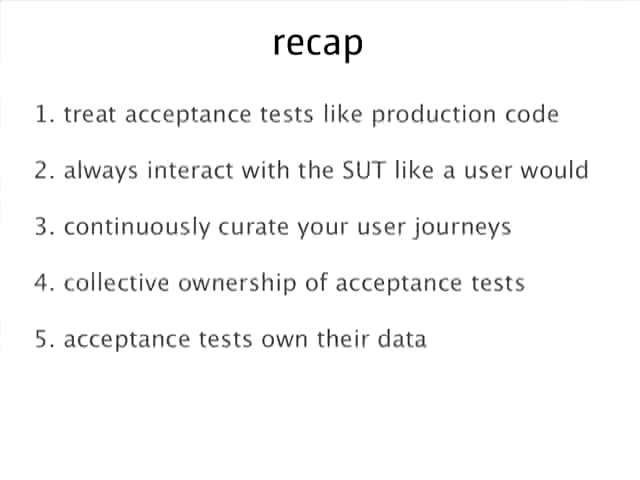 recap
1. treat acceptance tests like production code
2. always interact with the SUT like a user would
3. continuously curate your user journeys
4. collective ownership of acceptance tests
5. acceptance tests own their data